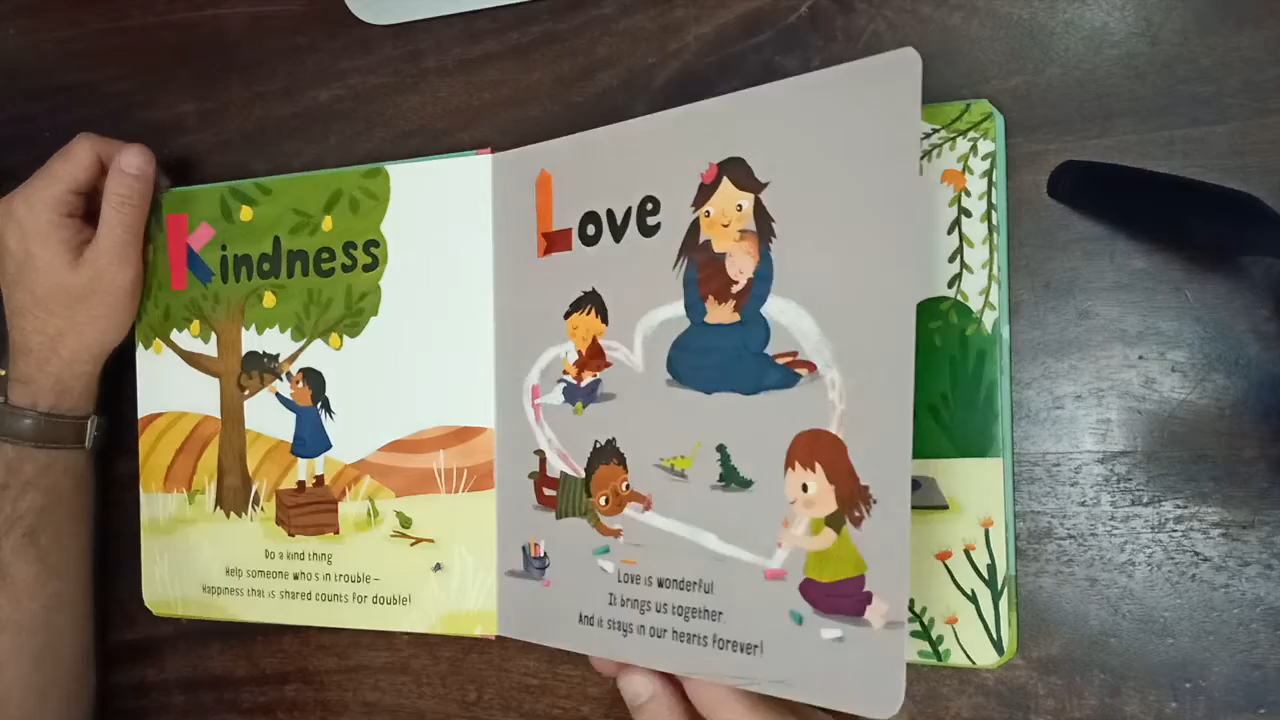 Kindness
Do a kind thing
Help someone who's in trouble –
Happiness that is shared counts for double!
Love
Love is wonderful.
It brings us together.
And it stays in our hearts forever!